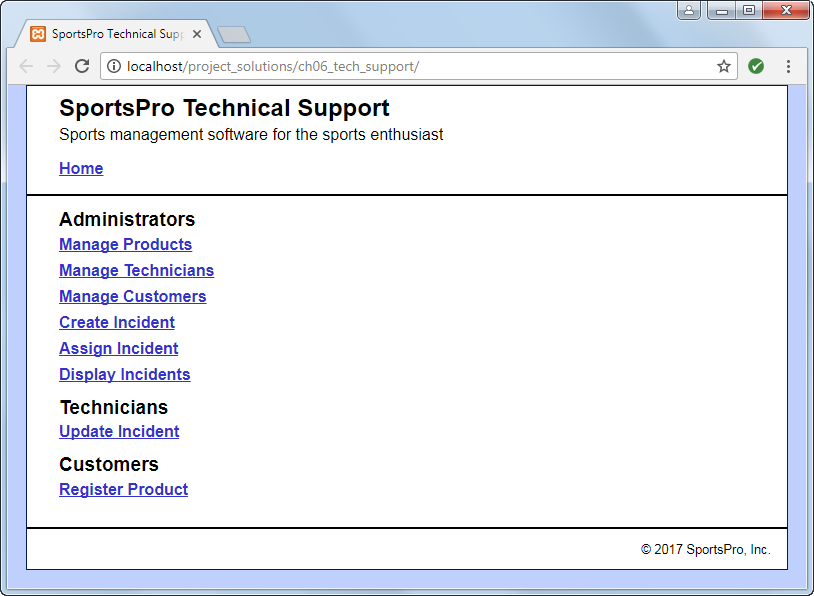 SportsPro Technical Supp
localhost/project_solutions/ch06_tech_support/
SportsPro Technical Support
Sports management software for the sports enthusiast
Home
Administrators
Manage Products
Manage Technicians
Manage Customers
Create Incident
Assign Incident
Display Incidents
Technicians
Update Incident
Customers
Register Product
© 2017 SportsPro, Inc.